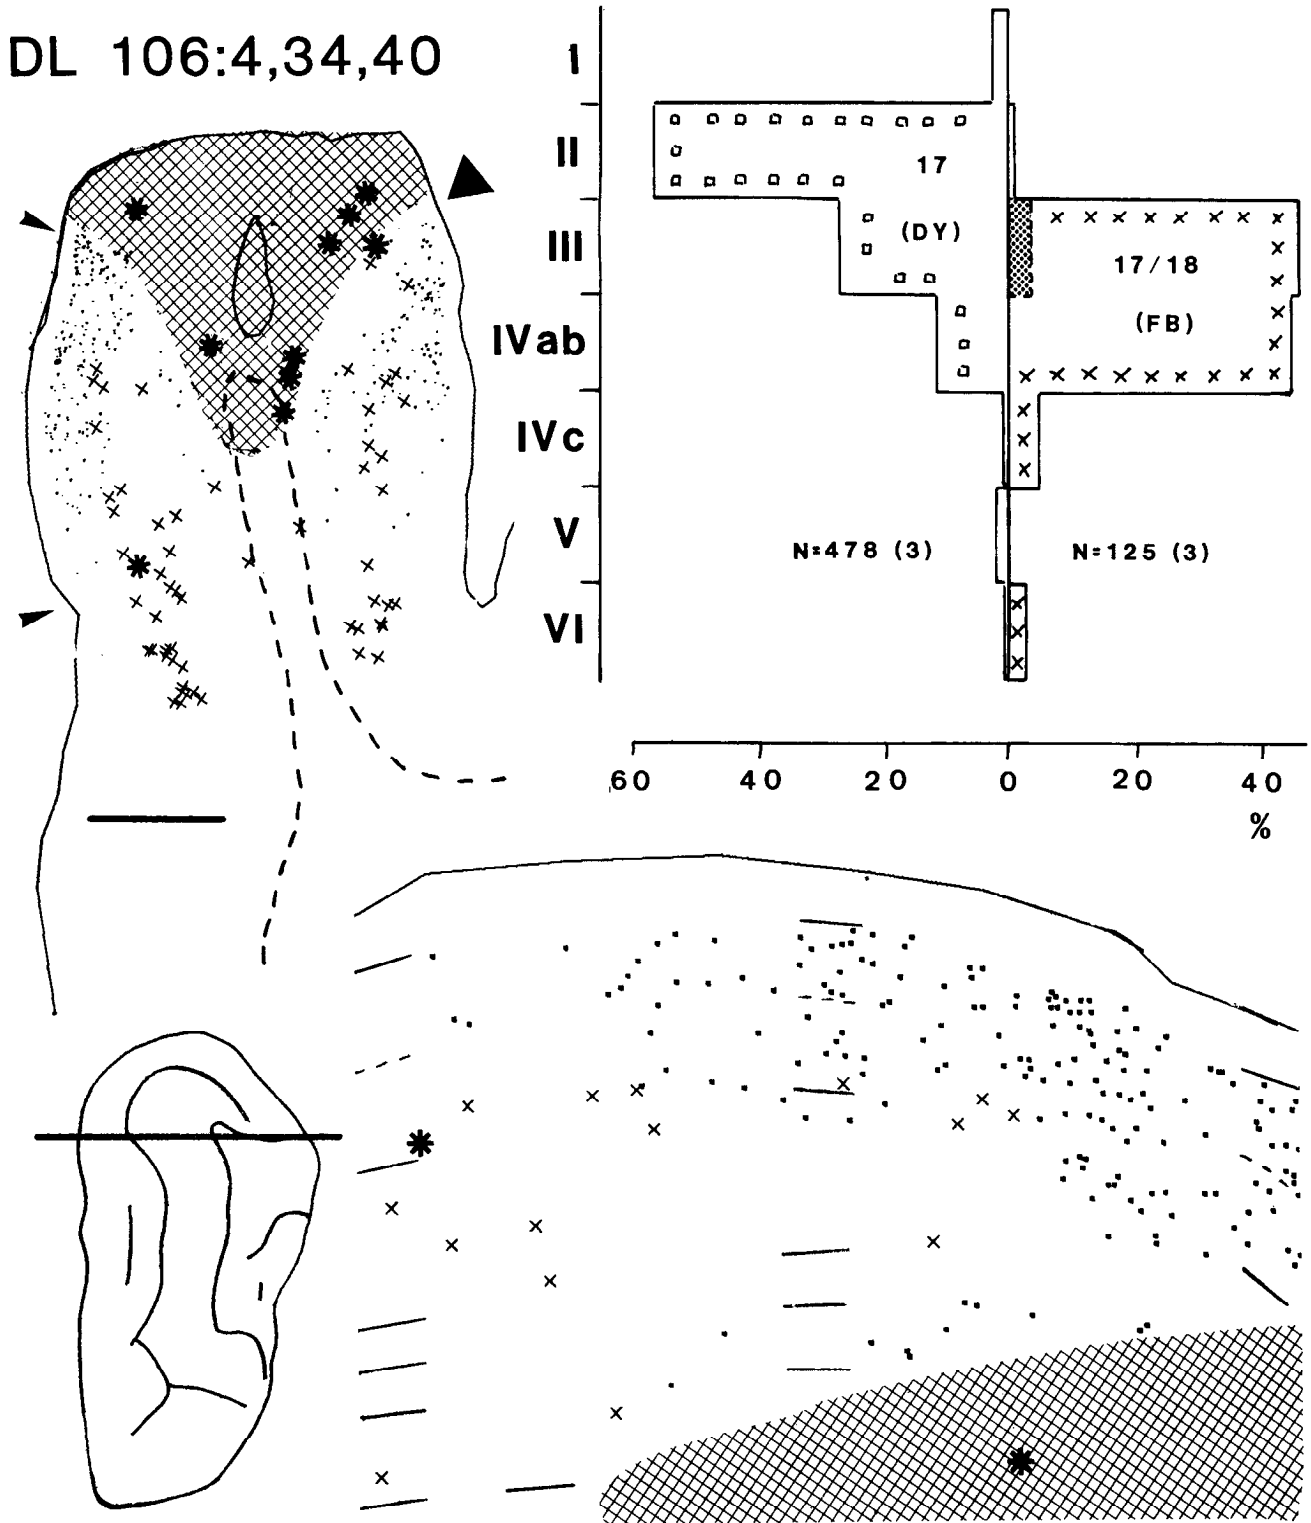 DL 106:4,34,40
I
II
III
IVab
IVc
V
VI
17
(DY)
17/18
(FB)
N=478 (3)
N=125 (3)
60 40 20 0 20 40
%